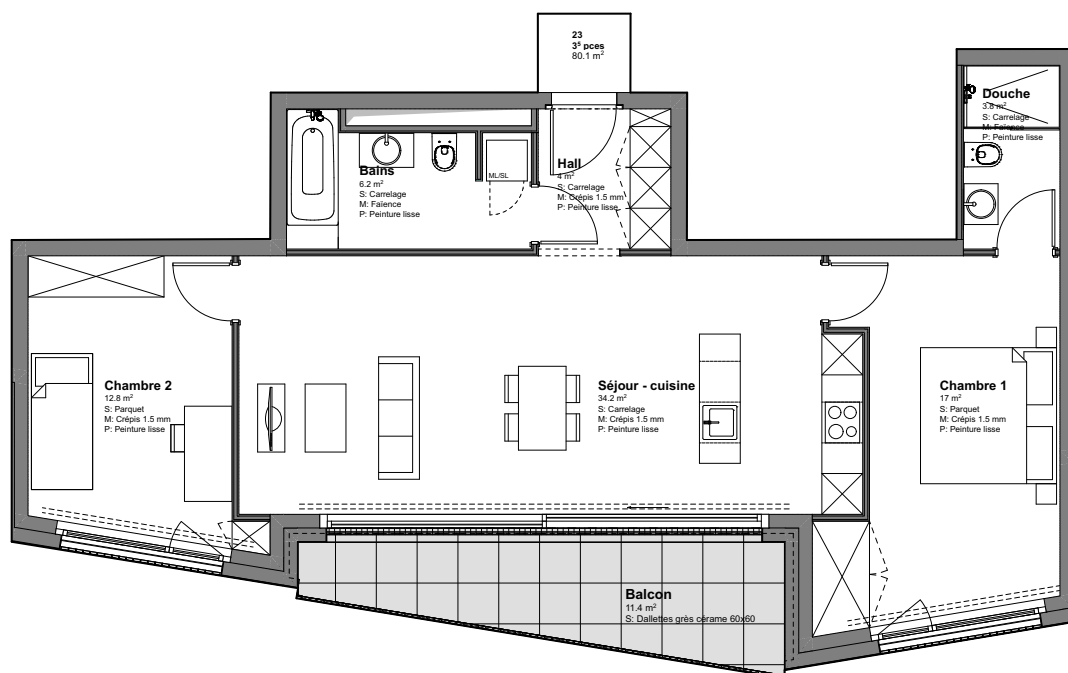 23
3⁵ pces
80.1 m²
Douche
3.8 m²
S: Carrelage
M: Faïence
P: Peinture lisse
Bains
6.2 m²
S: Carrelage
M: Faïence
P: Peinture lisse
ML/SL
Hall
4 m²
S: Carrelage
M: Crépis 1.5 mm
P: Peinture lisse
Chambre 2
12.8 m²
S: Parquet
M: Crépis 1.5 mm
P: Peinture lisse
Séjour - cuisine
34.2 m²
S: Carrelage
M: Crépis 1.5 mm
P: Peinture lisse
Chambre 1
17 m²
S: Parquet
M: Crépis 1.5 mm
P: Peinture lisse
Balcon
11.4 m²
S: Dallettes grès cérame 60x60